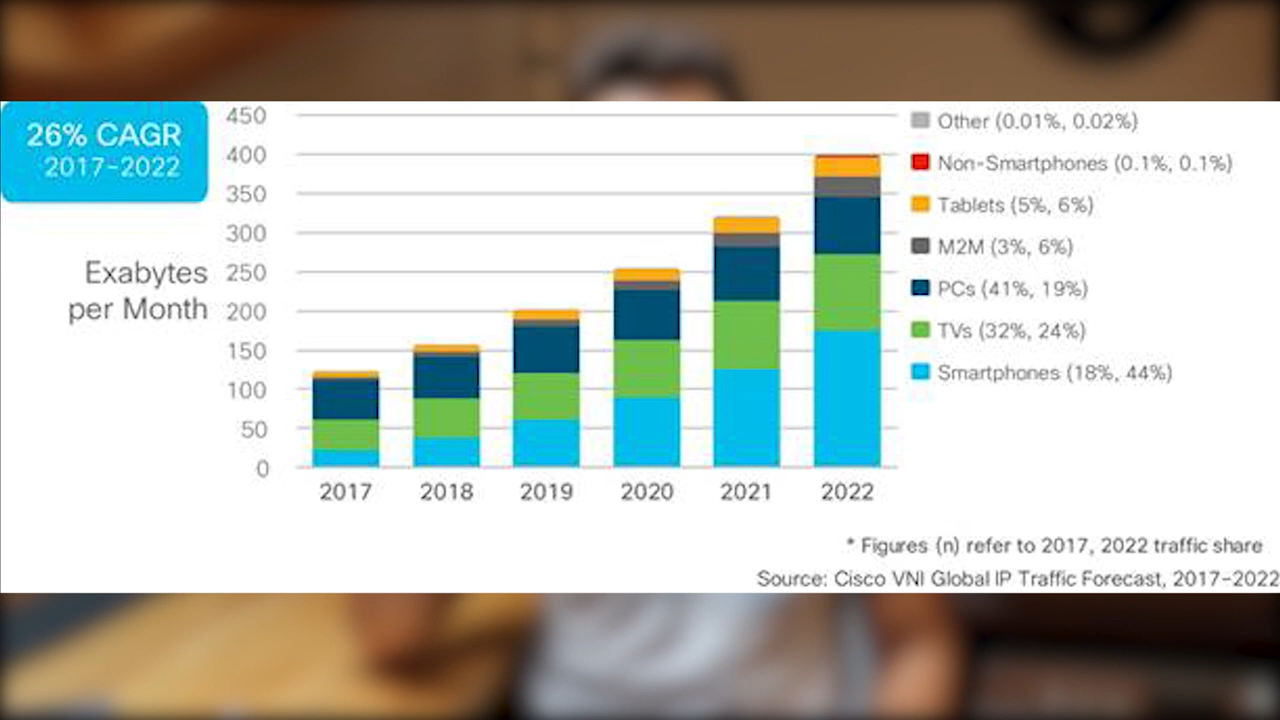 26% CAGR
2017–2022
Exabytes
per Month
450
400
350
300
250
200
150
100
50
0
2017 2018 2019 2020 2021 2022
Other (0.01%, 0.02%)
Non-Smartphones (0.1%, 0.1%)
Tablets (5%, 6%)
M2M (3%, 6%)
PCs (41%, 19%)
TVs (32%, 24%)
Smartphones (18%, 44%)
* Figures (n) refer to 2017, 2022 traffic share
Source: Cisco VNI Global IP Traffic Forecast, 2017–2022